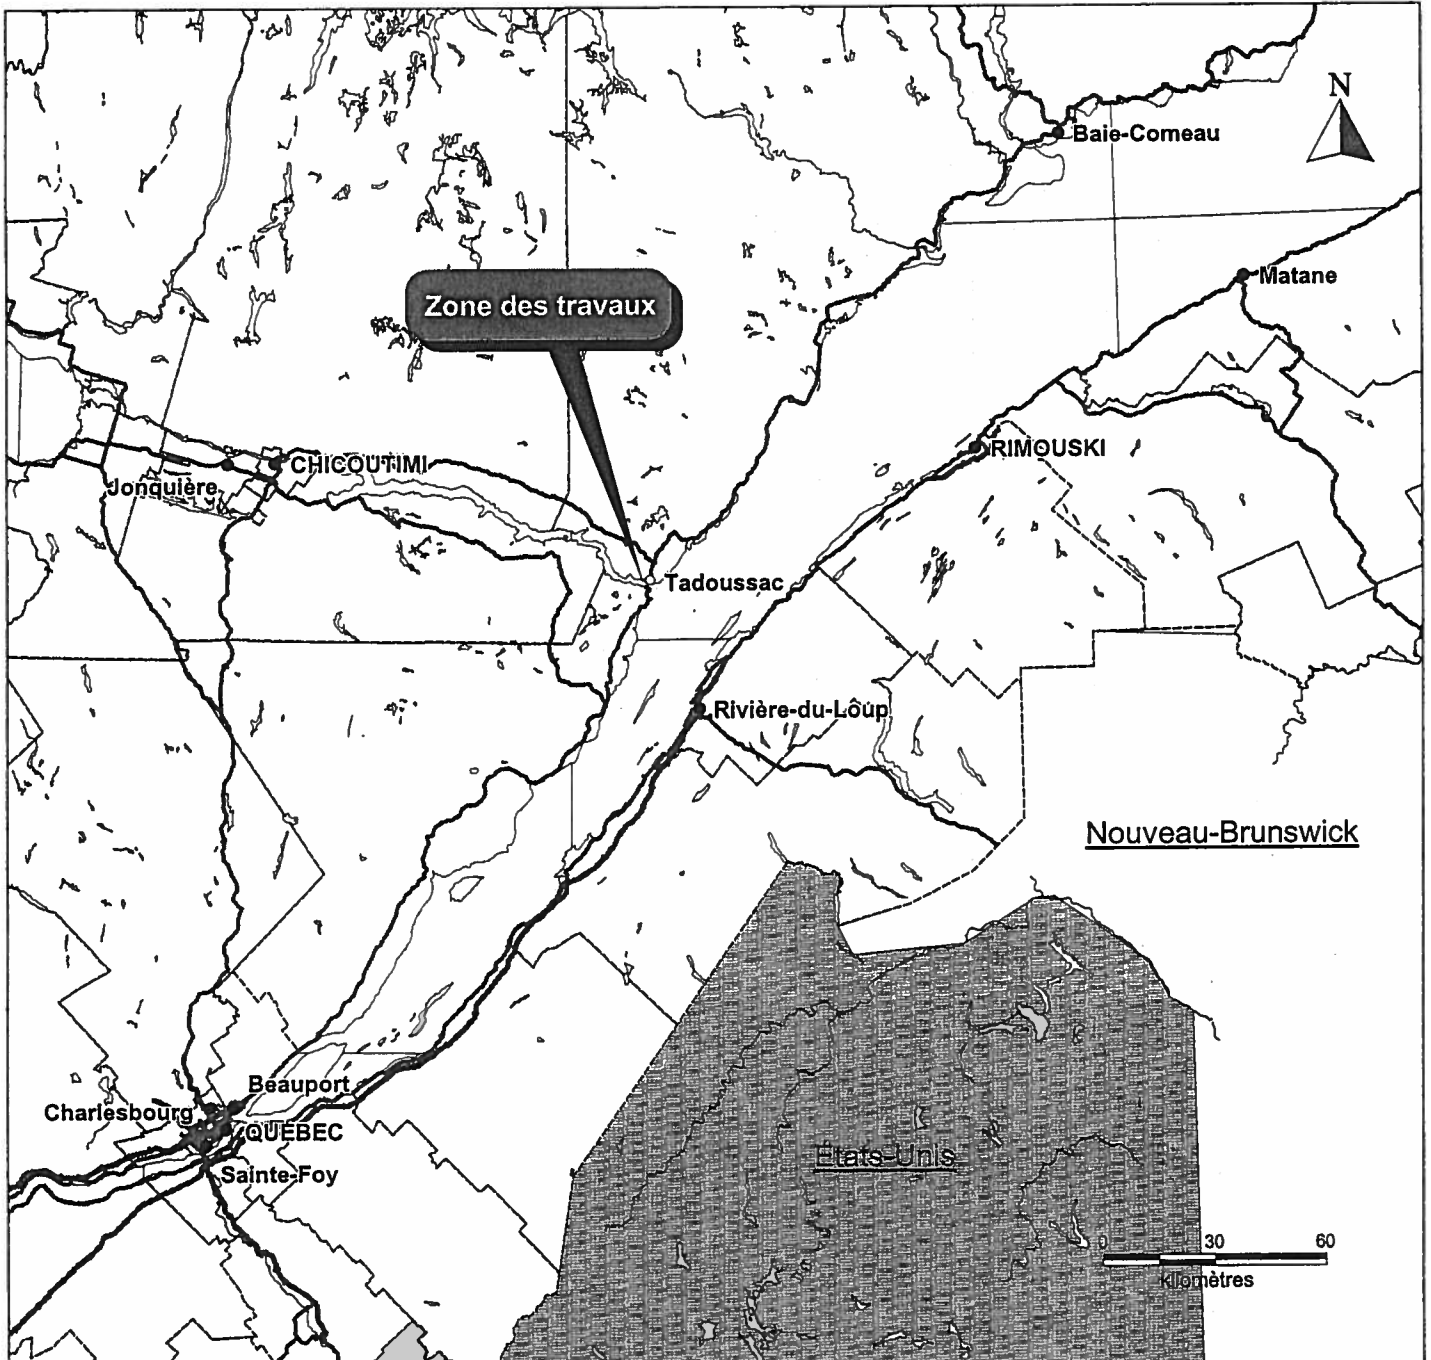 N
Baie-Comeau
Matane
Zone des travaux
RIMOUSKI
CHICOUTIMI
Jonquière
Tadoussac
Rivière-du-Loup
Nouveau-Brunswick
Beauport
Charlesbourg
QUÉBEC
États-Unis
Sainte-Foy
0 30 60
Kilomètres